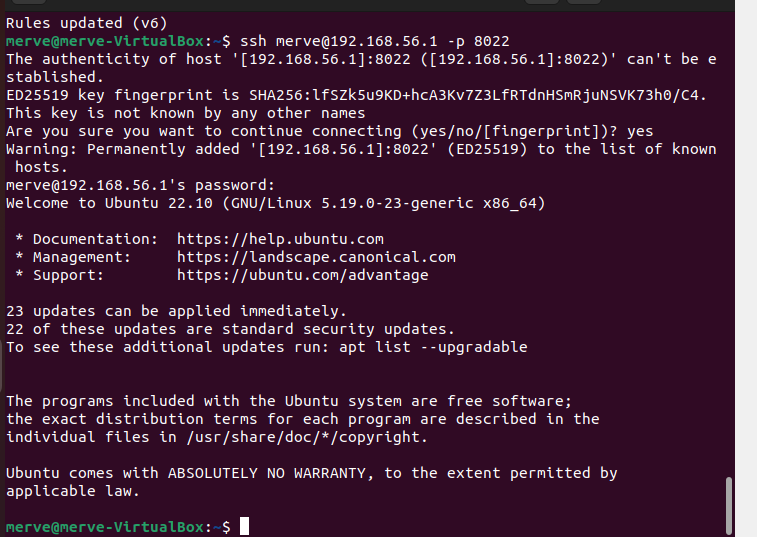 Rules updated (v6)
merve@merve-VirtualBox:~$ ssh merve@192.168.56.1 -p 8022
The authenticity of host '[192.168.56.1]:8022 ([192.168.56.1]:8022)' can't be e
stablished.
ED25519 key fingerprint is SHA256:lfSZk5u9KD+hcA3Kv7Z3LfRTdnHSmRjuNSVK73h0/C4.
This key is not known by any other names
Are you sure you want to continue connecting (yes/no/[fingerprint])? yes
Warning: Permanently added '[192.168.56.1]:8022' (ED25519) to the list of known
 hosts.
merve@192.168.56.1's password:
Welcome to Ubuntu 22.10 (GNU/Linux 5.19.0-23-generic x86_64)

 * Documentation:  https://help.ubuntu.com
 * Management:     https://landscape.canonical.com
 * Support:        https://ubuntu.com/advantage

23 updates can be applied immediately.
22 of these updates are standard security updates.
To see these additional updates run: apt list --upgradable


The programs included with the Ubuntu system are free software;
the exact distribution terms for each program are described in the
individual files in /usr/share/doc/*/copyright.

Ubuntu comes with ABSOLUTELY NO WARRANTY, to the extent permitted by
applicable law.

merve@merve-VirtualBox:~$